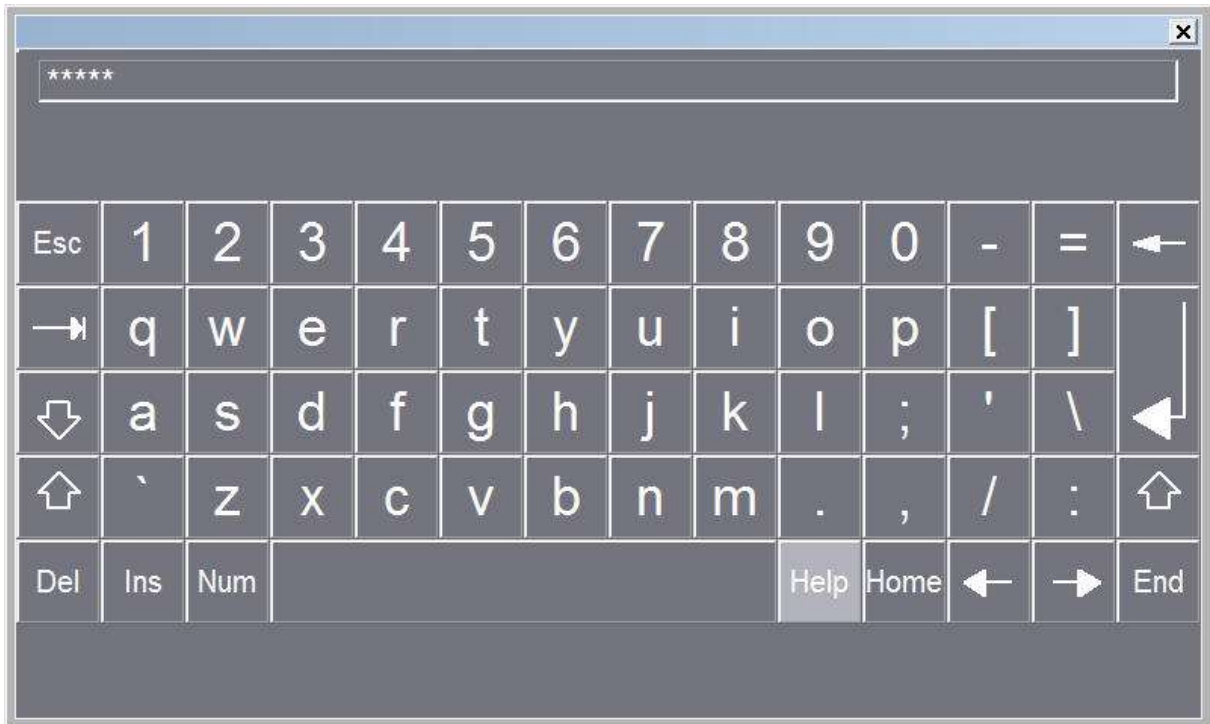 *****
Esc 1 2 3 4 5 6 7 8 9 0 - =
q w e r t y u i o p [ ]
a s d f g h j k l ; ' \
` z x c v b n m . , / :
Del Ins Num Help Home End